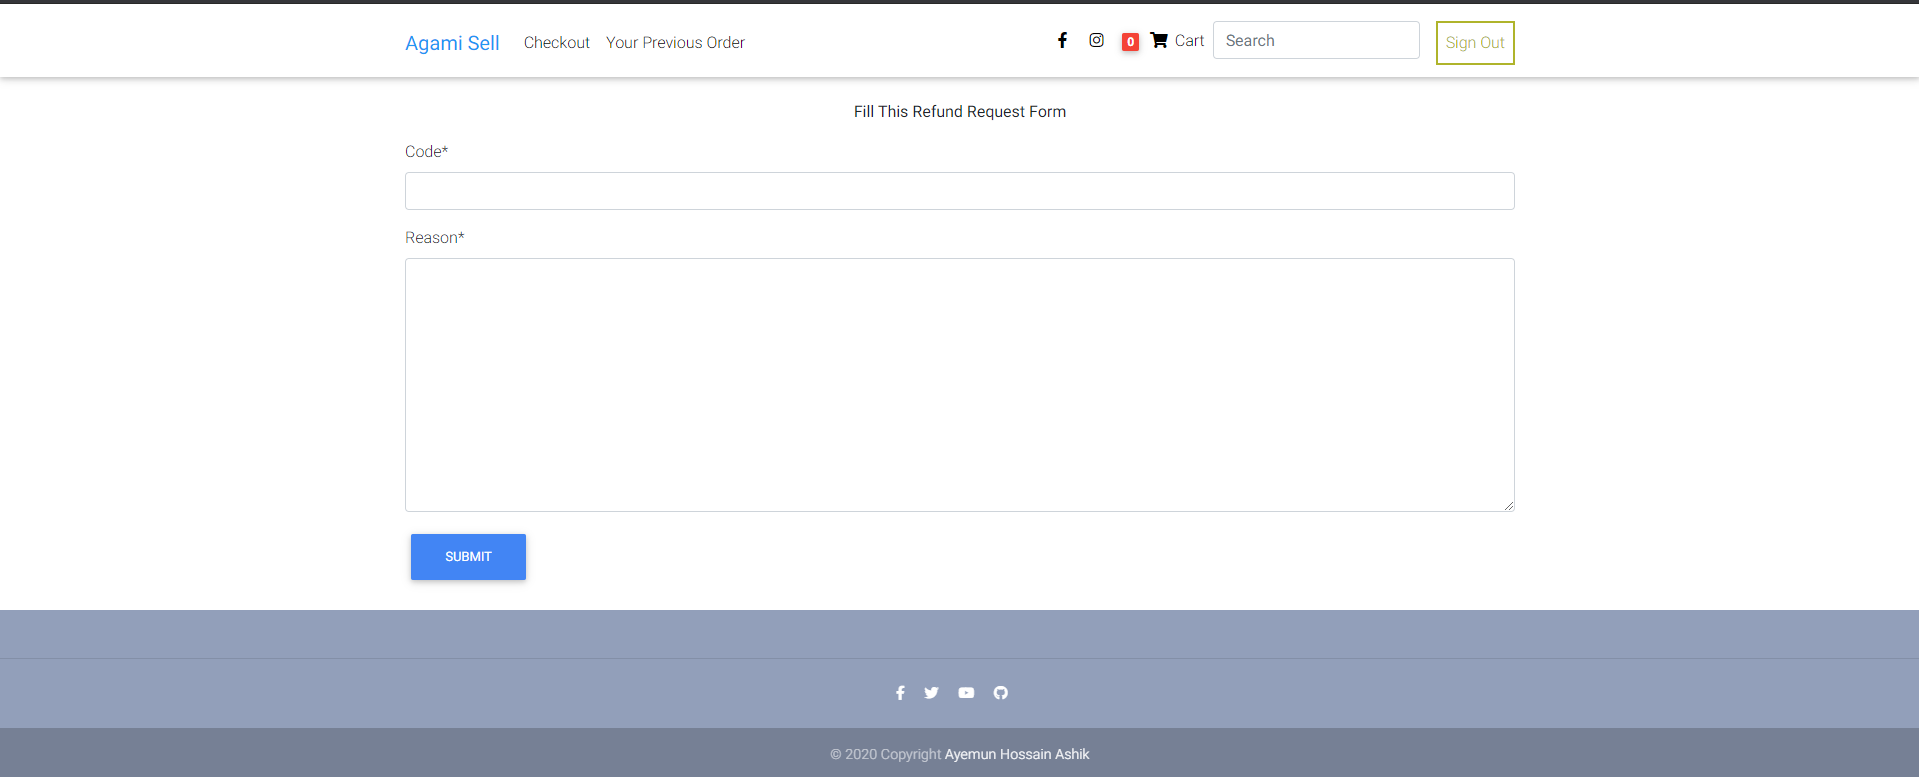 Agami Sell Checkout Your Previous Order 0 Cart Search Sign Out
Fill This Refund Request Form
Code*
Reason*
SUBMIT
© 2020 Copyright Ayemun Hossain Ashik